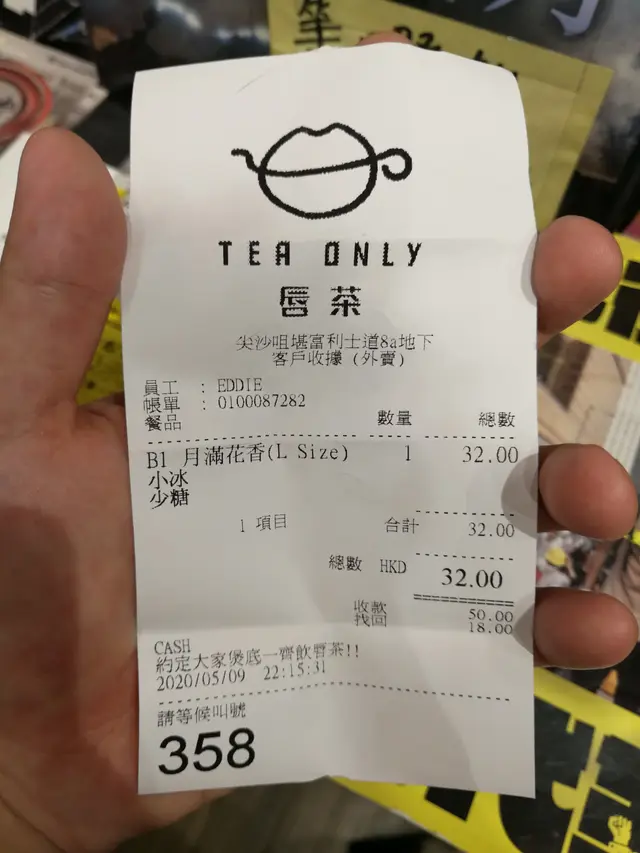 TEA ONLY
唇茶
尖沙咀堪富利士道8a地下
客戶收據 (外賣)
員工 : EDDIE
帳單 : 0100087282
餐品 數量 總數
B1 月滿花香(L Size) 1 32.00
小冰
少糖
1 項目 台計 32.00
總數 HKD 32.00
收款 50.00
找回 18.00
CASH
約定大家煲底一齊飲唇茶!!
2020/05/09 22:15:31
請等候叫號
358